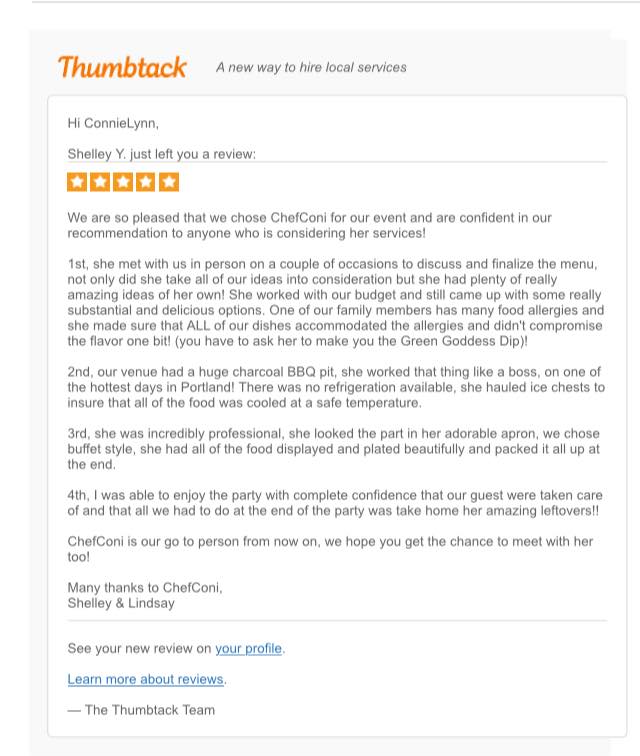 Thumbtack A new way to hire local services
Hi ConnieLynn,
Shelley Y. just left you a review:
We are so pleased that we chose ChefConi for our event and are confident in our
recommendation to anyone who is considering her services!
1st, she met with us in person on a couple of occasions to discuss and finalize the menu,
not only did she take all of our ideas into consideration but she had plenty of really
amazing ideas of her own! She worked with our budget and still came up with some really
substantial and delicious options. One of our family members has many food allergies and
she made sure that ALL of our dishes accommodated the allergies and didn't compromise
the flavor one bit! (you have to ask her to make you the Green Goddess Dip)!
2nd, our venue had a huge charcoal BBQ pit, she worked that thing like a boss, on one of
the hottest days in Portland! There was no refrigeration available, she hauled ice chests to
insure that all of the food was cooled at a safe temperature.
3rd, she was incredibly professional, she looked the part in her adorable apron, we chose
buffet style, she had all of the food displayed and plated beautifully and packed it all up at
the end.
4th, I was able to enjoy the party with complete confidence that our guest were taken care
of and that all we had to do at the end of the party was take home her amazing leftovers!!
ChefConi is our go to person from now on, we hope you get the chance to meet with her
too!
Many thanks to ChefConi,
Shelley & Lindsay
See your new review on your profile.
Learn more about reviews.
— The Thumbtack Team